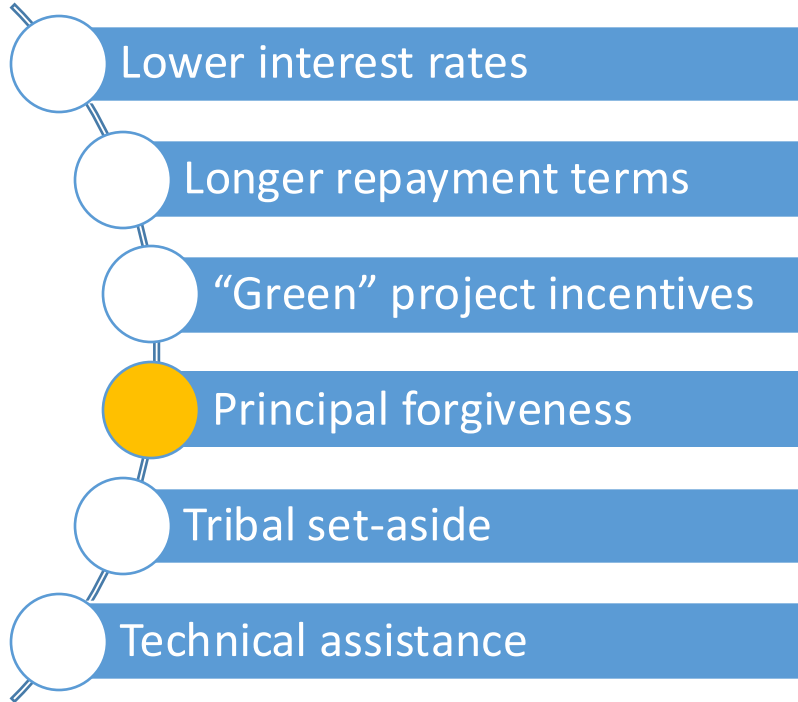 Lower interest rates
Longer repayment terms
“Green” project incentives
Principal forgiveness
Tribal set-aside
Technical assistance